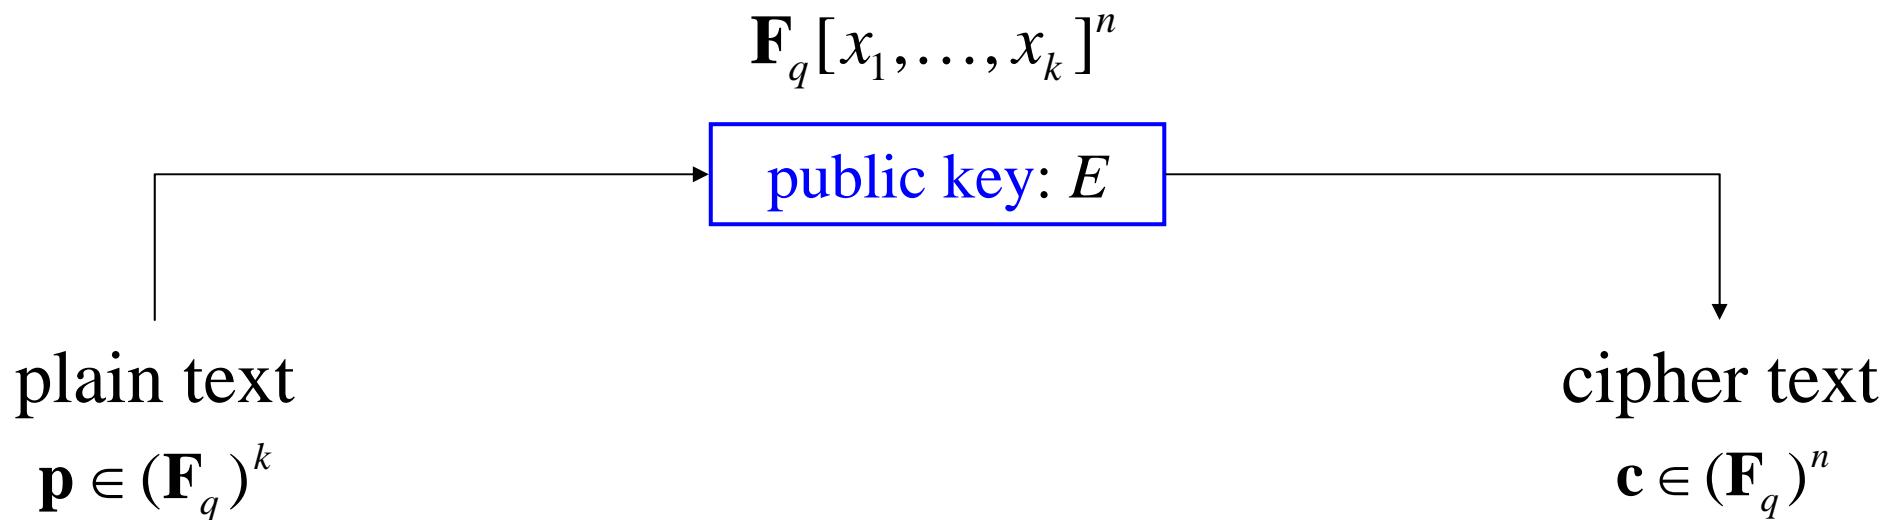 𝐅_q[x_1,…,x_k]^n
public key: E
plain text
cipher text
𝐩 ∈ (𝐅_q)^k
𝐜 ∈ (𝐅_q)^n